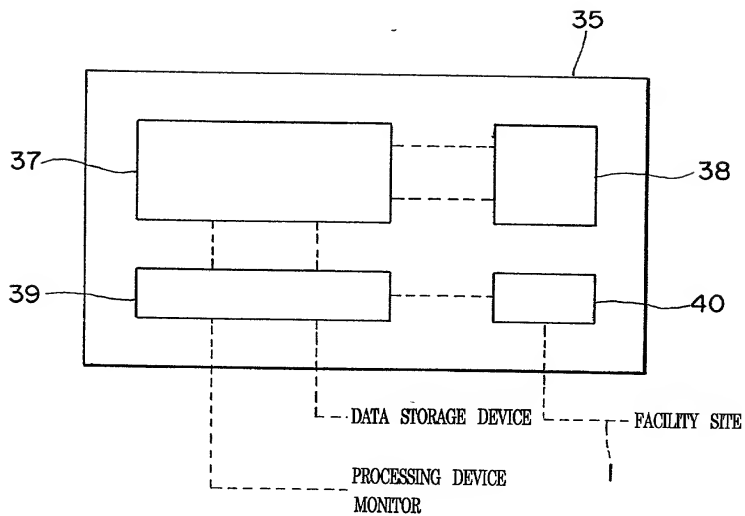 35
37
38
39
40
DATA STORAGE DEVICE
FACILITY SITE
PROCESSING DEVICE
MONITOR